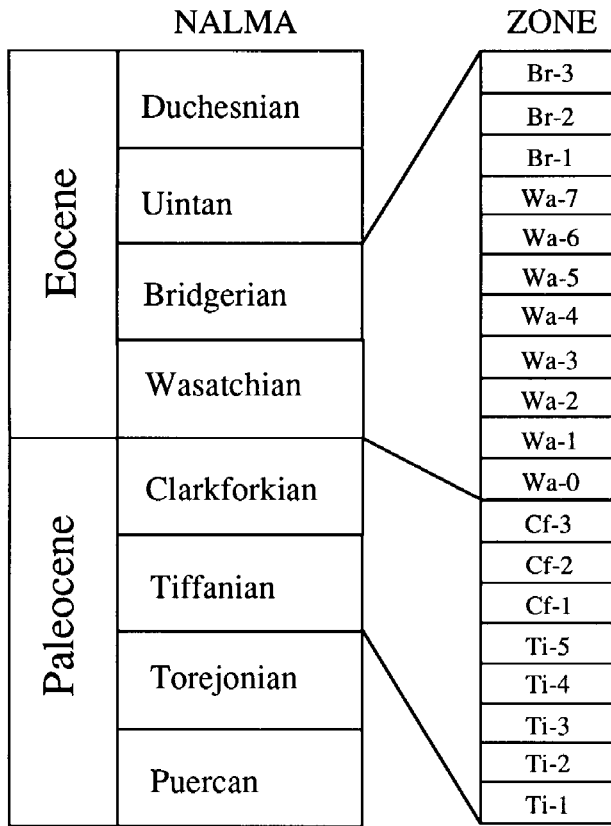 NALMA
ZONE
Eocene
Paleocene
Duchesnian
Uintan
Bridgerian
Wasatchian
Clarkforkian
Tiffanian
Torejonian
Puercan
Br-3
Br-2
Br-1
Wa-7
Wa-6
Wa-5
Wa-4
Wa-3
Wa-2
Wa-1
Wa-0
Cf-3
Cf-2
Cf-1
Ti-5
Ti-4
Ti-3
Ti-2
Ti-1